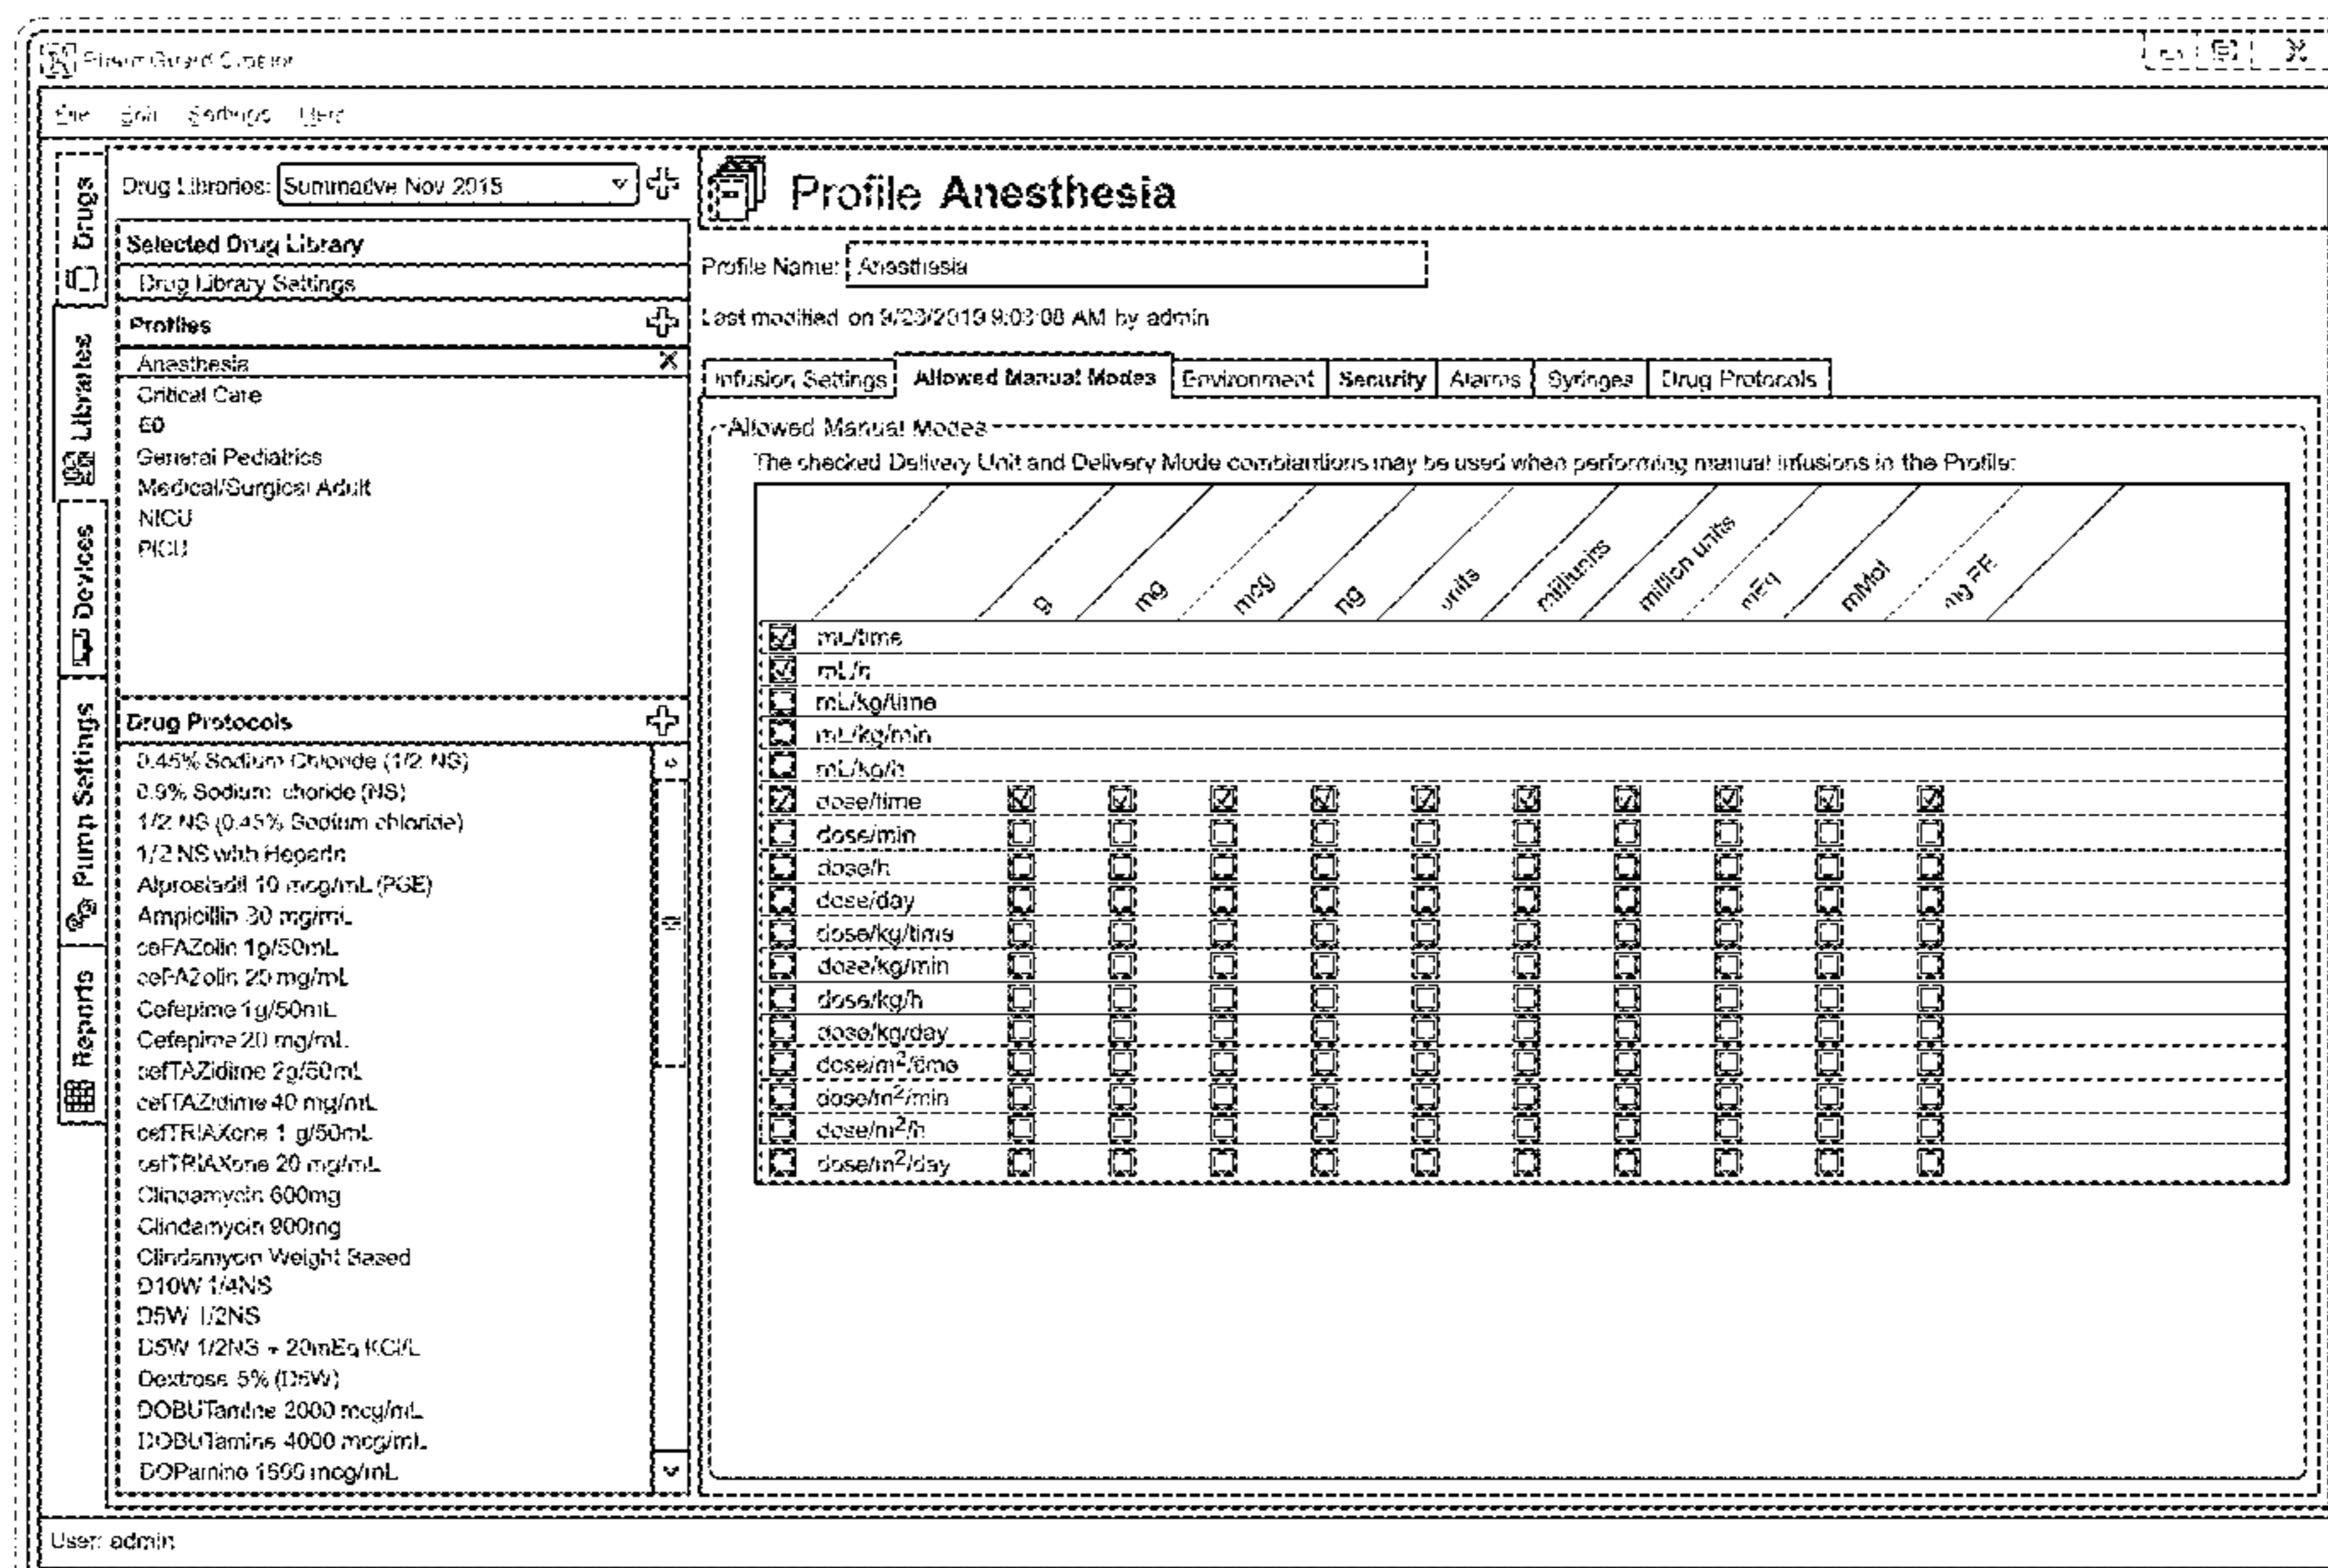 File Edit Settings Help
Drugs
Libraries
Devices
Pump Settings
Reports
Drug Libraries: Summative Nov 2015
Selected Drug Library
Drug Library Settings
Profiles
Anesthesia
Critical Care
General Pediatrics
Medical/Surgical Adult
NICU
PICU
Drug Protocols
0.45% Sodium Chloride (1/2 NS)
0.9% Sodium choride (NS)
1/2 NS (0.45% Sodium chloride)
1/2 NS with Heparin
Alprostadil 10 mcg/mL (PGE)
Ampicillin 30 mg/mL
ceFAZolin 1g/50mL
ceFAZolin 20 mg/mL
Cefepime 1g/50mL
Cefepime 20 mg/mL
cefTAZidime 2g/50mL
cefTAZidime 40 mg/mL
cefTRIAXone 1 g/50mL
cefTRIAXone 20 mg/mL
Clindamycin 600mg
Clindamycin 900mg
Clindamycin Weight Based
D10W 1/4NS
D5W 1/2NS
D5W 1/2NS + 20mEq KCl/L
Dextrose 5% (D5W)
DOBUTamine 2000 mcg/mL
DOBUTamine 4000 mcg/mL
DOPamine 1600 mcg/mL
Profile Anesthesia
Profile Name: Anesthesia
Last modified on 9:03:08 AM by admin
Infusion Settings Allowed Manual Modes Environment Security Alarms Syringes Drug Protocols
Allowed Manual Modes
The checked Delivery Unit and Delivery Mode combiantions may be used when performing manual infusions in the Profile:
g mg mcg ng units milliunits million units mEq mMol mg PE
mL/time
mL/h
mL/kg/time
mL/kg/min
mL/kg/h
dose/time
dose/min
dose/h
dose/day
dose/kg/time
dose/kg/min
dose/kg/h
dose/kg/day
dose/m²/time
dose/m²/min
dose/m²/h
dose/m²/day
User: admin